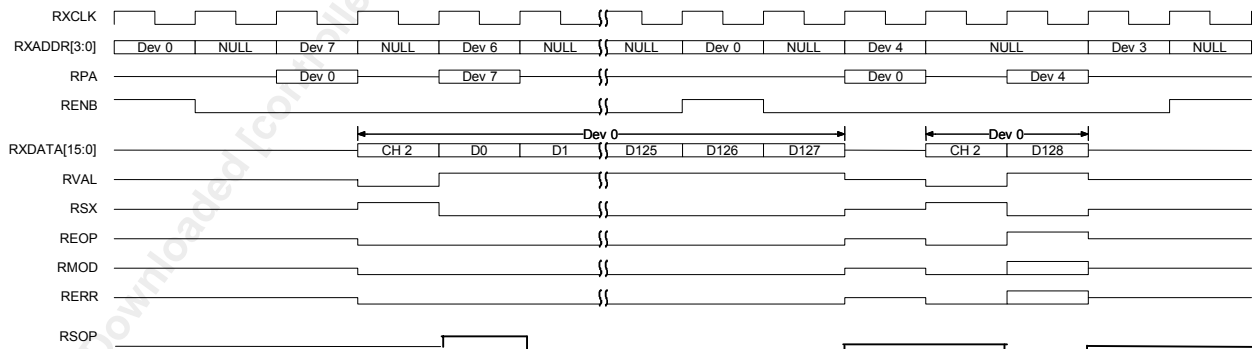 RXCLK
RXADDR[3:0] Dev 0 NULL Dev 7 NULL Dev 6 NULL NULL Dev 0 NULL Dev 4 NULL Dev 3 NULL
RPA Dev 0 Dev 7 Dev 0 Dev 4
RENB
Dev 0 Dev 0
RXDATA[15:0] CH 2 D0 D1 D125 D126 D127 CH 2 D128
RVAL
RSX
REOP
RMOD
RERR
RSOP
Downloaded [controlle